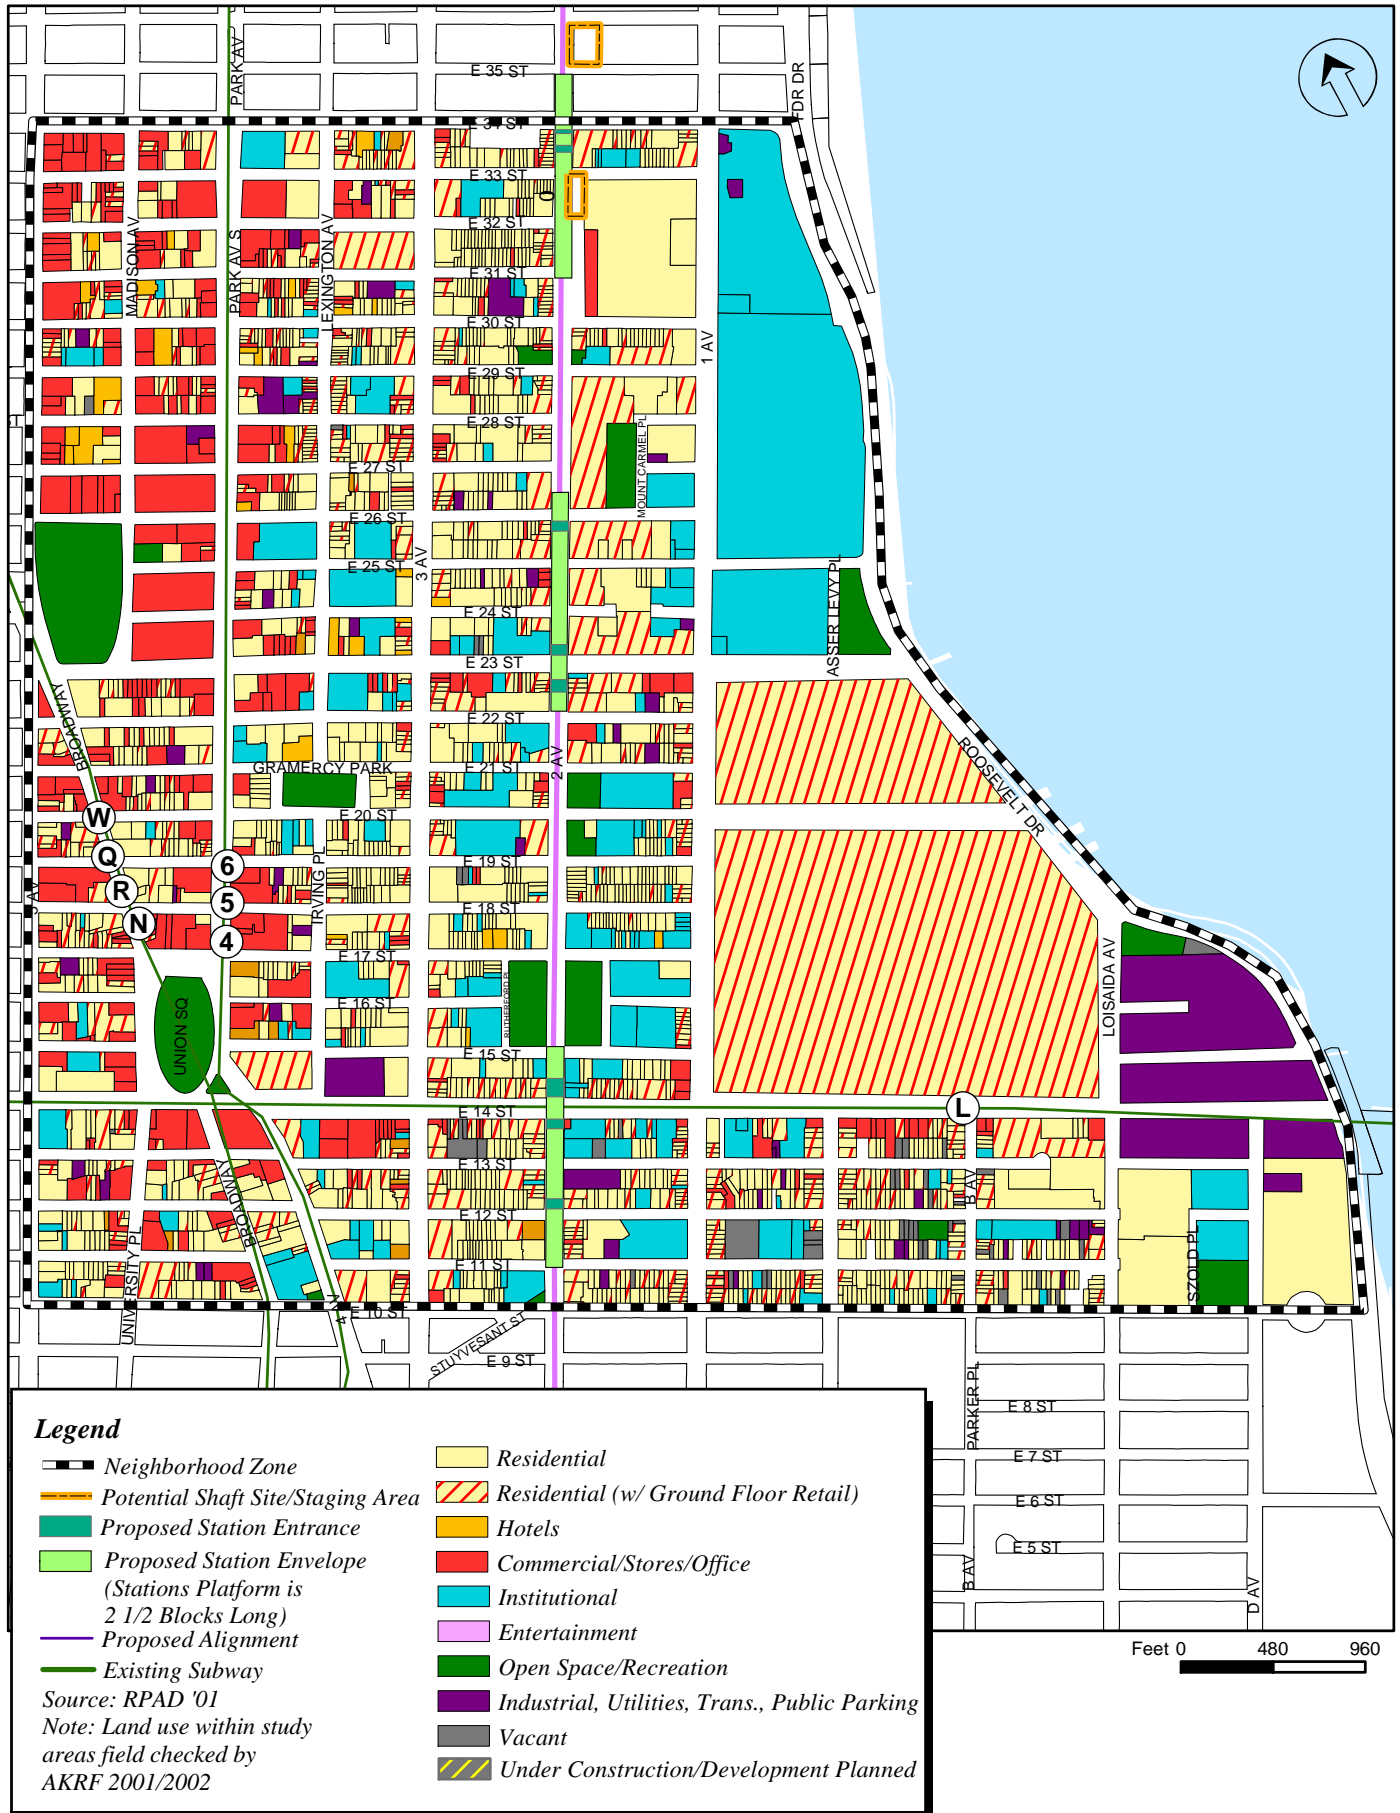 PARK AV
E 35 ST
FDR DR
E 34 ST
E 33 ST
E 32 ST
MADISON AV
PARK AV S
LEXINGTON AV
E 31 ST
E 30 ST
1 AV
E 29 ST
E 28 ST
MOUNT CARMEL PL
E 27 ST
E 26 ST
3 AV
E 25 ST
ASSER LEVY PL
E 24 ST
E 23 ST
BROADWAY
E 22 ST
2 AV
ROOSEVELT DR
GRAMERCY PARK
E 21 ST
E 20 ST
W
Q
R
N
6
5
4
IRVING PL
E 19 ST
E 18 ST
E 17 ST
LOISAIDA AV
RUTHERFORD PL
E 16 ST
UNION SQ
E 15 ST
E 14 ST
L
E 13 ST
B AV
BROADWAY
E 12 ST
UNIVERSITY PL
E 11 ST
SZOLD PL
4 AV
E 10 ST
STUYVESANT ST
E 9 ST
PARKER PL
E 8 ST
E 7 ST
E 6 ST
E 5 ST
B AV
D AV
Feet 0 480 960
Legend
Neighborhood Zone
Potential Shaft Site/Staging Area
Proposed Station Entrance
Proposed Station Envelope
(Stations Platform is
2 1/2 Blocks Long)
Proposed Alignment
Existing Subway
Source: RPAD '01
Note: Land use within study
areas field checked by
AKRF 2001/2002
Residential
Residential (w/ Ground Floor Retail)
Hotels
Commercial/Stores/Office
Institutional
Entertainment
Open Space/Recreation
Industrial, Utilities, Trans., Public Parking
Vacant
Under Construction/Development Planned